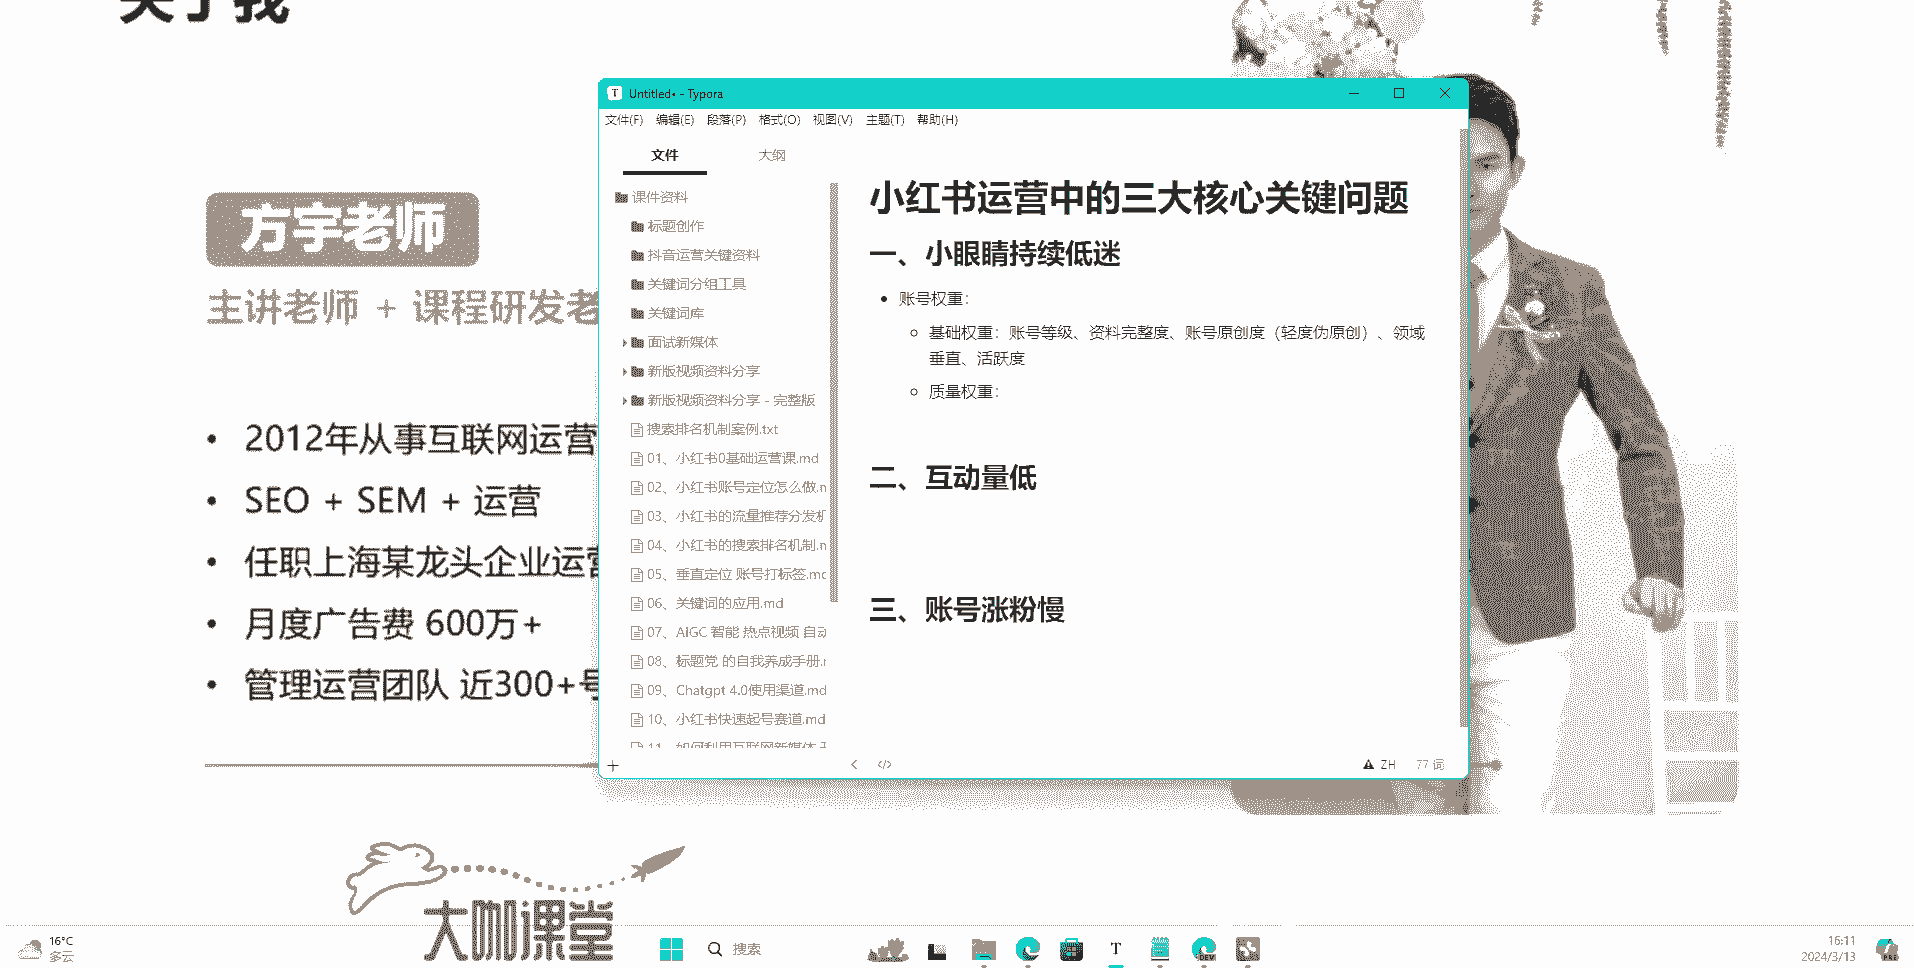 关于我
方宇老师
主讲老师 + 课程研发老
2012年从事互联网运营
SEO + SEM + 运营
任职上海某龙头企业运营
月度广告费 600万+
管理运营团队 近300+号
大咖课堂
Untitled• - Typora
文件(F) 编辑(E) 段落(P) 格式(O) 视图(V) 主题(T) 帮助(H)
文件 大纲
课件资料
标题创作
抖音运营关键资料
关键词分组工具
关键词库
面试新媒体
新版视频资料分享
新版视频资料分享 - 完整版
搜索排名机制案例.txt
01、小红书0基础运营课.md
02、小红书账号定位怎么做.m
03、小红书的流量推荐分发机
04、小红书的搜索排名机制.m
05、垂直定位 账号打标签.md
06、关键词的应用.md
07、AIGC 智能 热点视频 自动
08、标题党 的自我养成手册.r
09、Chatgpt 4.0使用渠道.md
10、小红书快速起号赛道.md
11、如何利用互联网新媒体
小红书运营中的三大核心关键问题
一、小眼睛持续低迷
账号权重：
基础权重：账号等级、资料完整度、账号原创度（轻度伪原创）、领域
垂直、活跃度
质量权重：
二、互动量低
三、账号涨粉慢
ZH 77 词
16°C
多云
搜索
DEV
16:11
2024/3/13
PRE